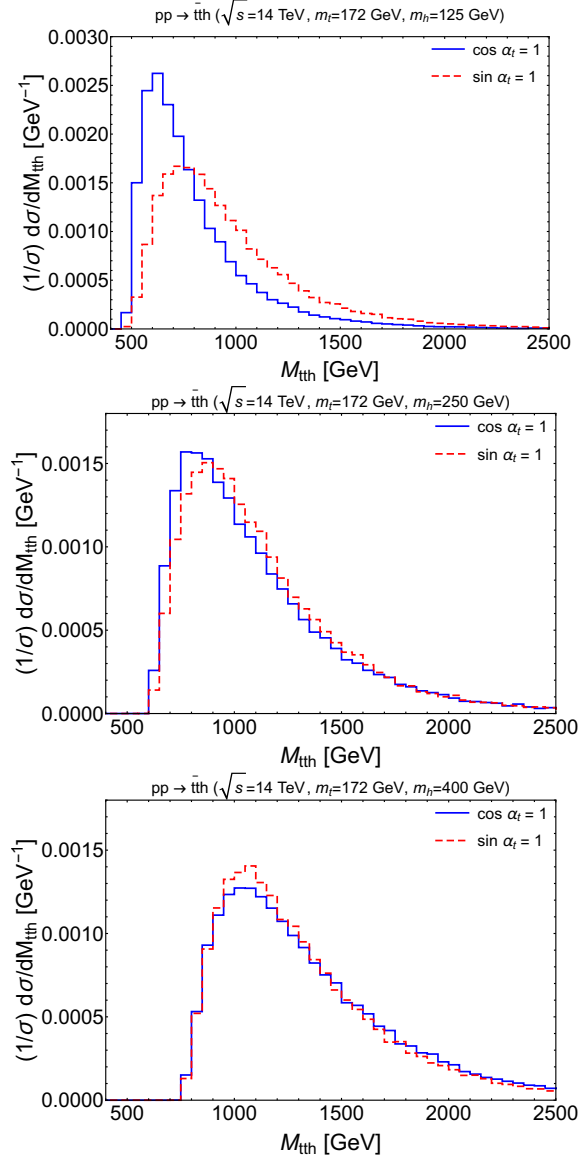 pp → t̄th (√s=14 TeV, mt=172 GeV, mh=125 GeV)
cos αt = 1
sin αt = 1
(1/σ) dσ/dMtth [GeV⁻¹]
0.0030
0.0025
0.0020
0.0015
0.0010
0.0005
0.0000
500 1000 1500 2000 2500
Mtth [GeV]
pp → t̄th (√s=14 TeV, mt=172 GeV, mh=250 GeV)
cos αt = 1
sin αt = 1
(1/σ) dσ/dMtth [GeV⁻¹]
0.0015
0.0010
0.0005
0.0000
500 1000 1500 2000 2500
Mtth [GeV]
pp → t̄th (√s=14 TeV, mt=172 GeV, mh=400 GeV)
cos αt = 1
sin αt = 1
(1/σ) dσ/dMtth [GeV⁻¹]
0.0015
0.0010
0.0005
0.0000
500 1000 1500 2000 2500
Mtth [GeV]